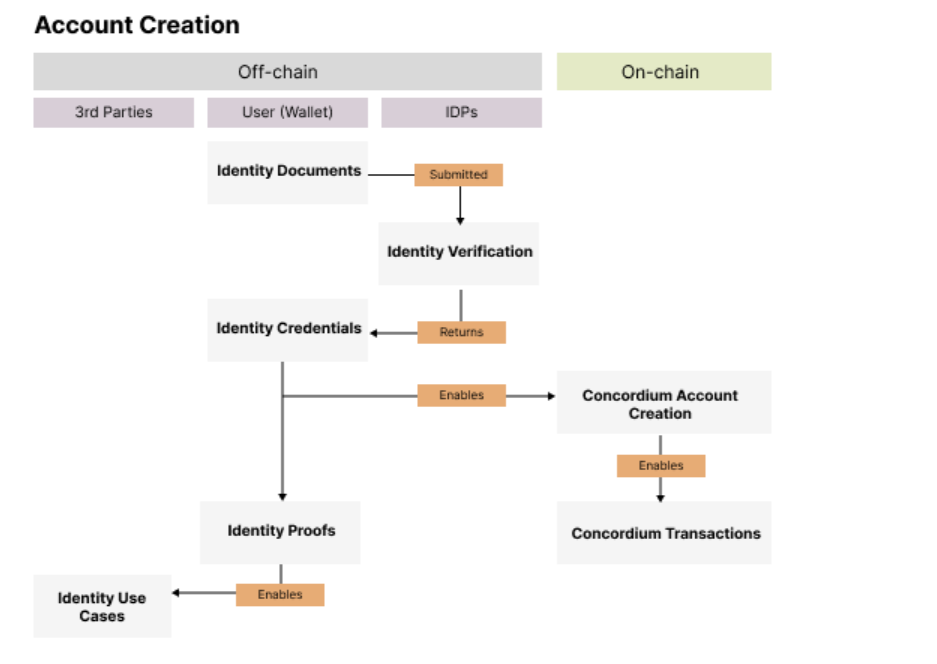 Account Creation
Off-chain
On-chain
3rd Parties
User (Wallet)
IDPs
Identity Documents
Submitted
Identity Verification
Identity Credentials
Returns
Enables
Concordium Account
Creation
Enables
Identity Proofs
Concordium Transactions
Enables
Identity Use
Cases